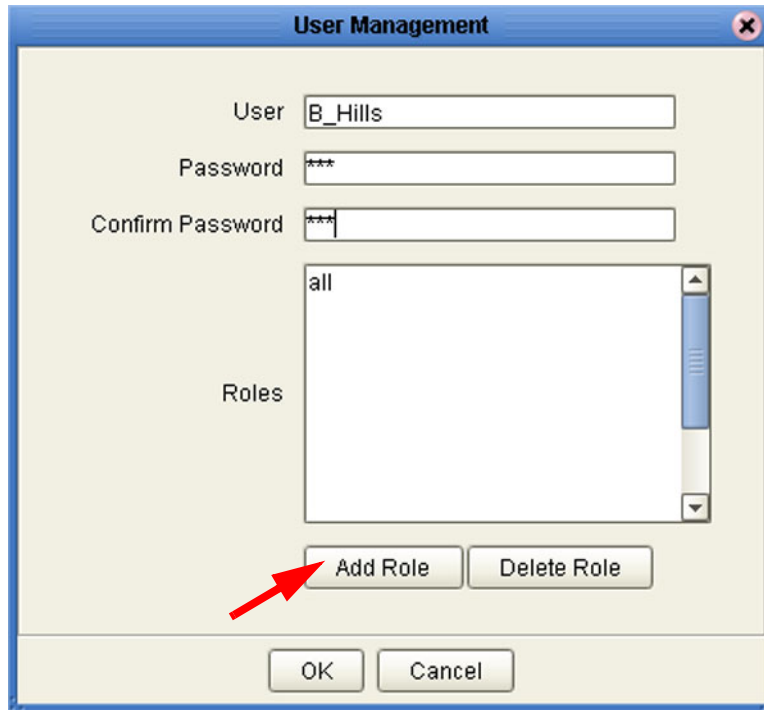 User Management
User B_Hills
Password ***
Confirm Password ***
Roles all
Add Role Delete Role
OK Cancel